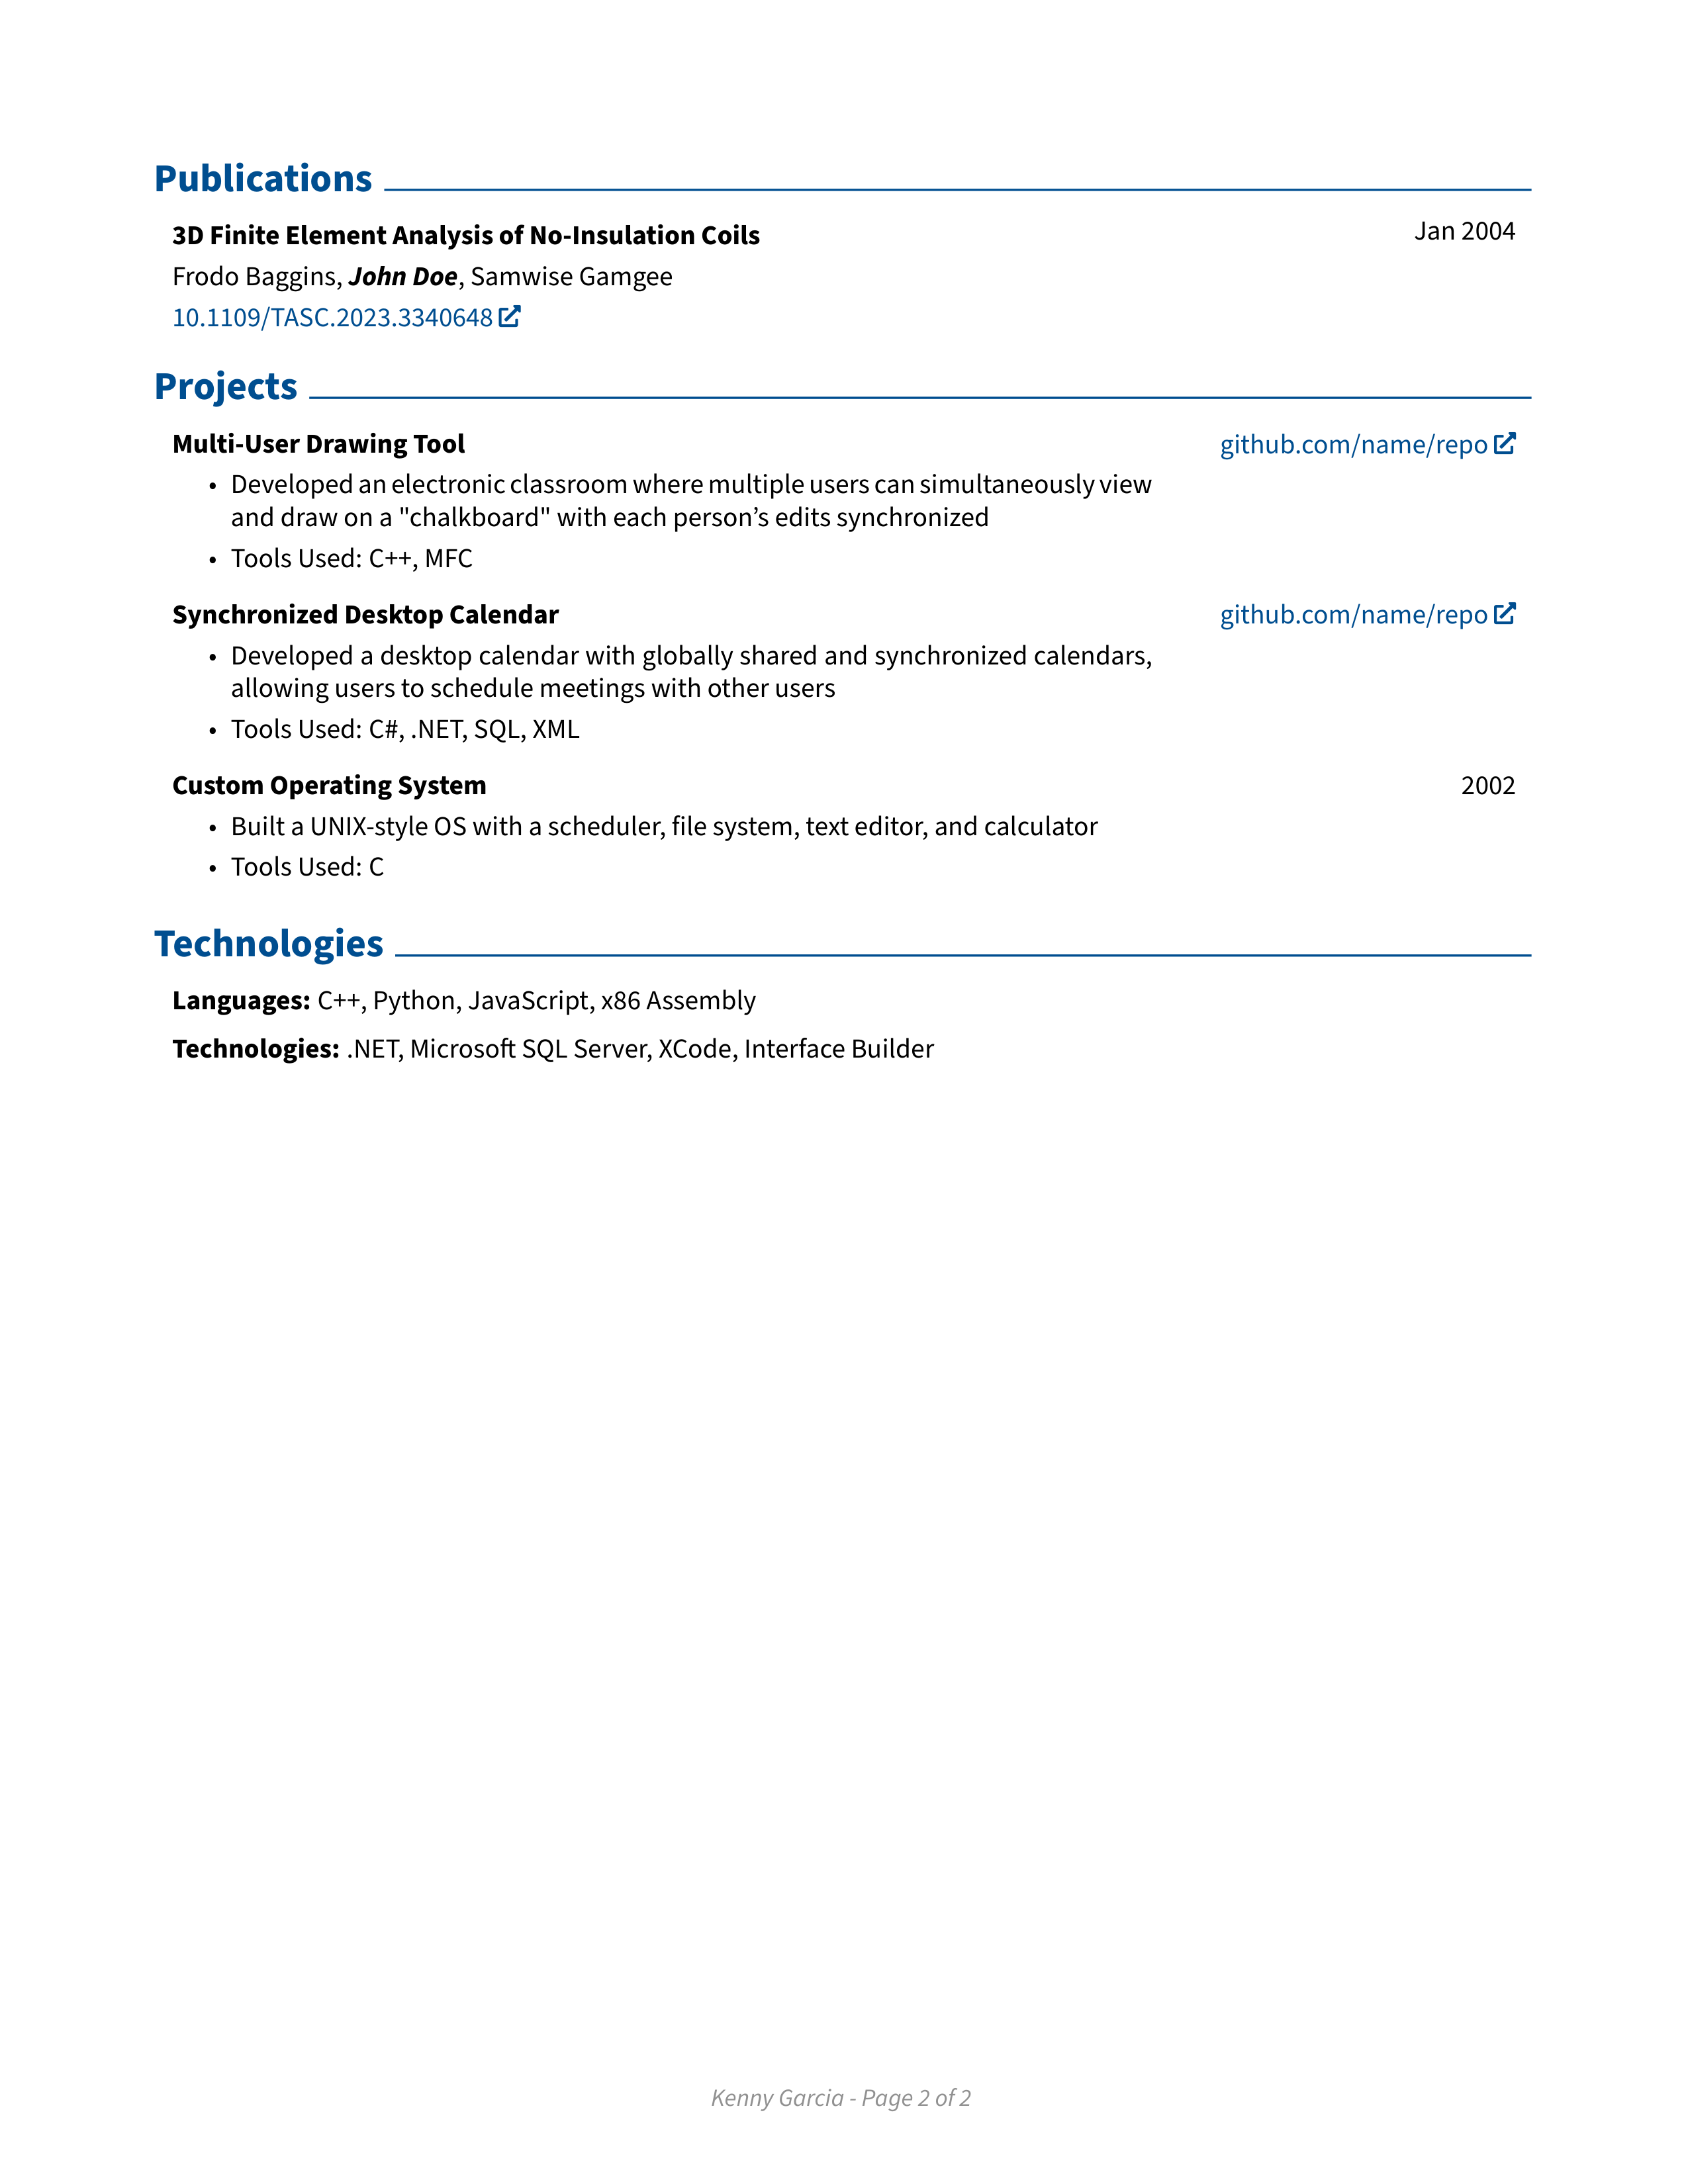 Publications
3D Finite Element Analysis of No-Insulation Coils Jan 2004
Frodo Baggins, John Doe, Samwise Gamgee
10.1109/TASC.2023.3340648
Projects
Multi-User Drawing Tool github.com/name/repo
• Developed an electronic classroom where multiple users can simultaneously view
and draw on a "chalkboard" with each person’s edits synchronized
• Tools Used: C++, MFC
Synchronized Desktop Calendar github.com/name/repo
• Developed a desktop calendar with globally shared and synchronized calendars,
allowing users to schedule meetings with other users
• Tools Used: C#, .NET, SQL, XML
Custom Operating System 2002
• Built a UNIX-style OS with a scheduler, file system, text editor, and calculator
• Tools Used: C
Technologies
Languages: C++, Python, JavaScript, x86 Assembly
Technologies: .NET, Microsoft SQL Server, XCode, Interface Builder
Kenny Garcia - Page 2 of 2